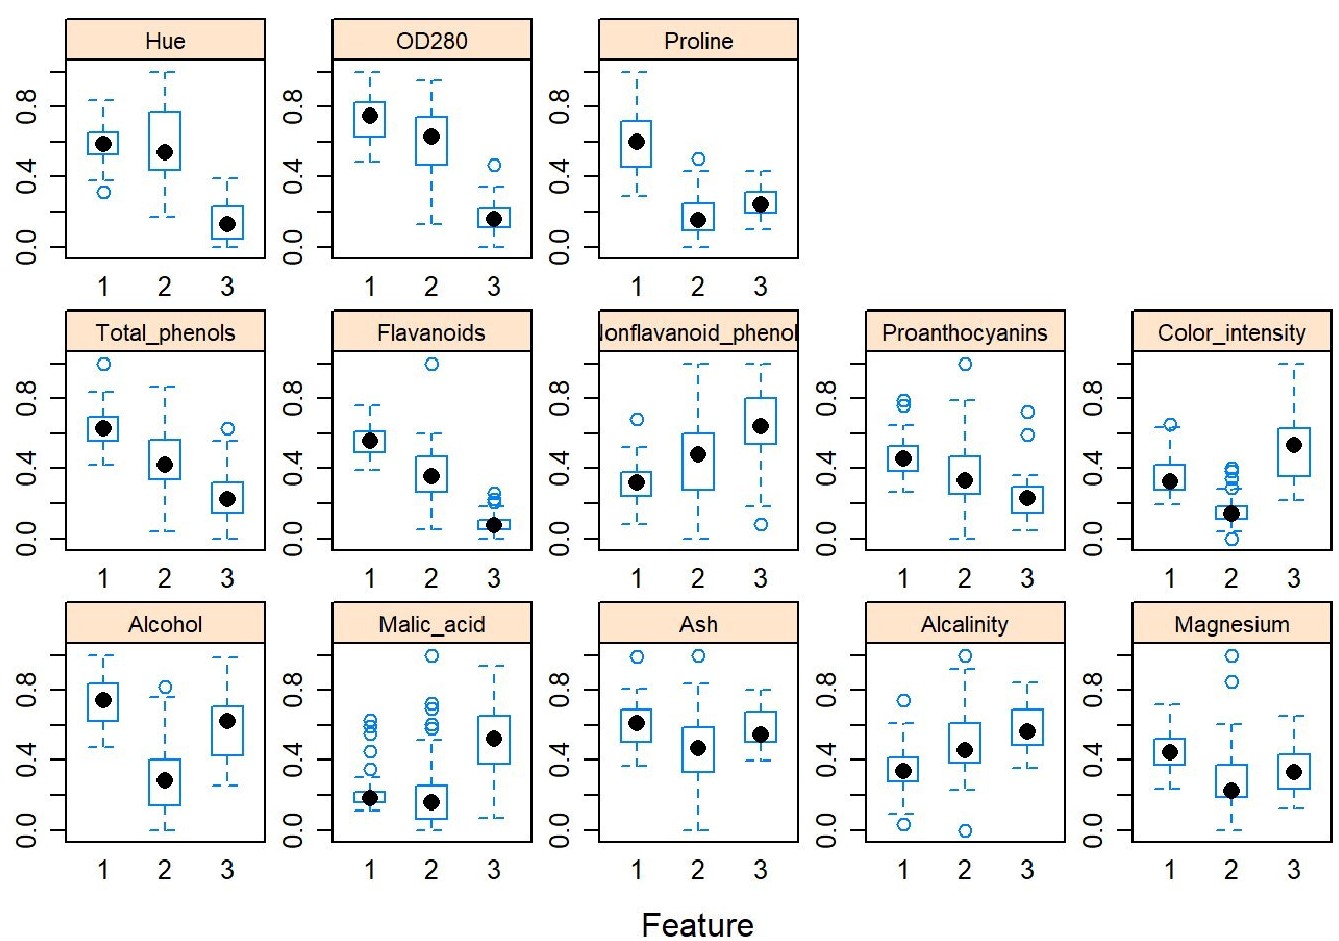 Hue OD280 Proline
0.0 0.4 0.8 0.0 0.4 0.8 0.0 0.4 0.8
1 2 3 1 2 3 1 2 3
Total_phenols Flavanoids lonflavanoid_phenol Proanthocyanins Color_intensity
0.0 0.4 0.8 0.0 0.4 0.8 0.0 0.4 0.8 0.0 0.4 0.8 0.0 0.4 0.8
1 2 3 1 2 3 1 2 3 1 2 3 1 2 3
Alcohol Malic_acid Ash Alcalinity Magnesium
0.0 0.4 0.8 0.0 0.4 0.8 0.0 0.4 0.8 0.0 0.4 0.8 0.0 0.4 0.8
1 2 3 1 2 3 1 2 3 1 2 3 1 2 3
Feature